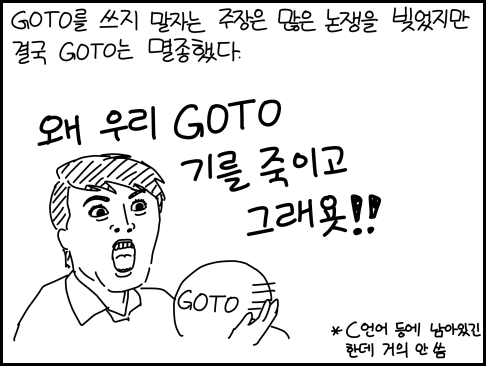 GOTO를 쓰지 말자는 주장은 많은 논쟁을 빚었지만
결국 GOTO는 멸종했다.
왜 우리 GOTO
기를 죽이고
그래욧!!
GOTO
*C언어 등에 남아있긴
한데 거의 안 씀